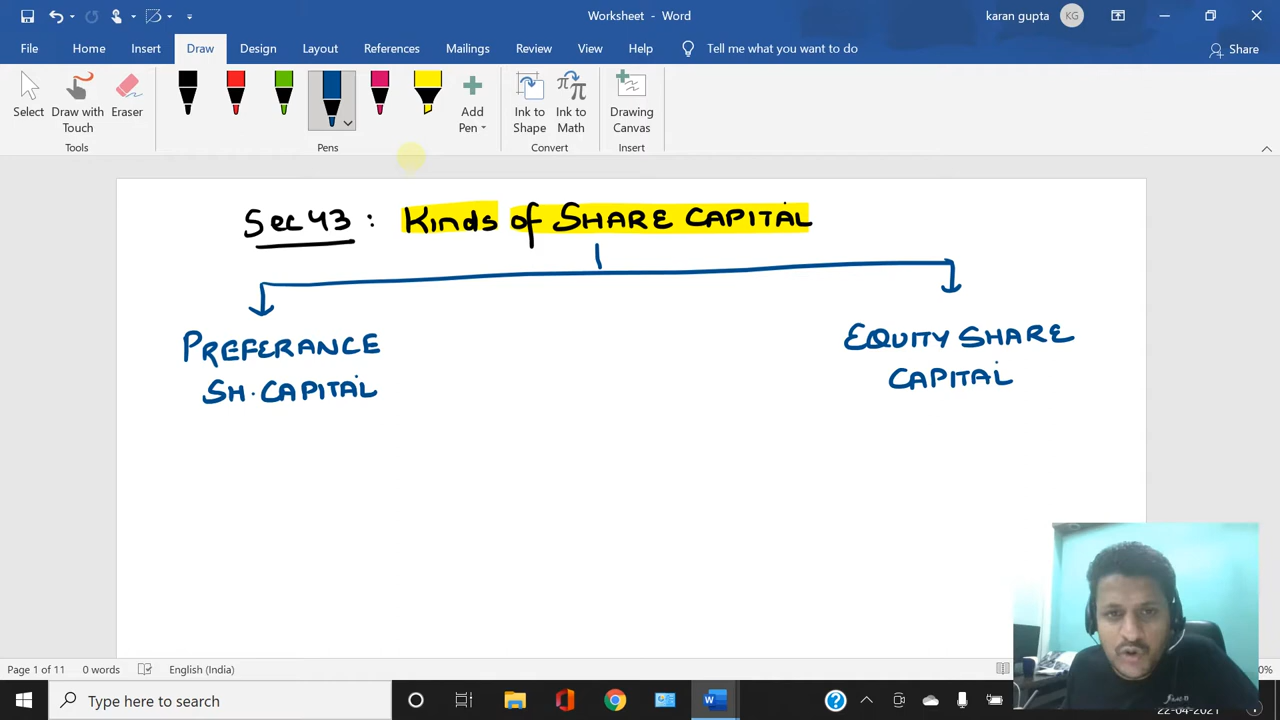 Worksheet - Word
karan gupta
KG
File Home Insert Draw Design Layout References Mailings Review View Help Tell me what you want to do
Share
Select
Draw with Touch
Eraser
Add Pen
Ink to Shape
Ink to Math
Drawing Canvas
Tools
Pens
Convert
Insert
Sec 43 : Kinds of SHARE CAPITAL
PREFERANCE
SH. CAPITAL
EQUITY SHARE
CAPITAL
Page 1 of 11 0 words English (India)
0%
Type here to search
22-04-2021